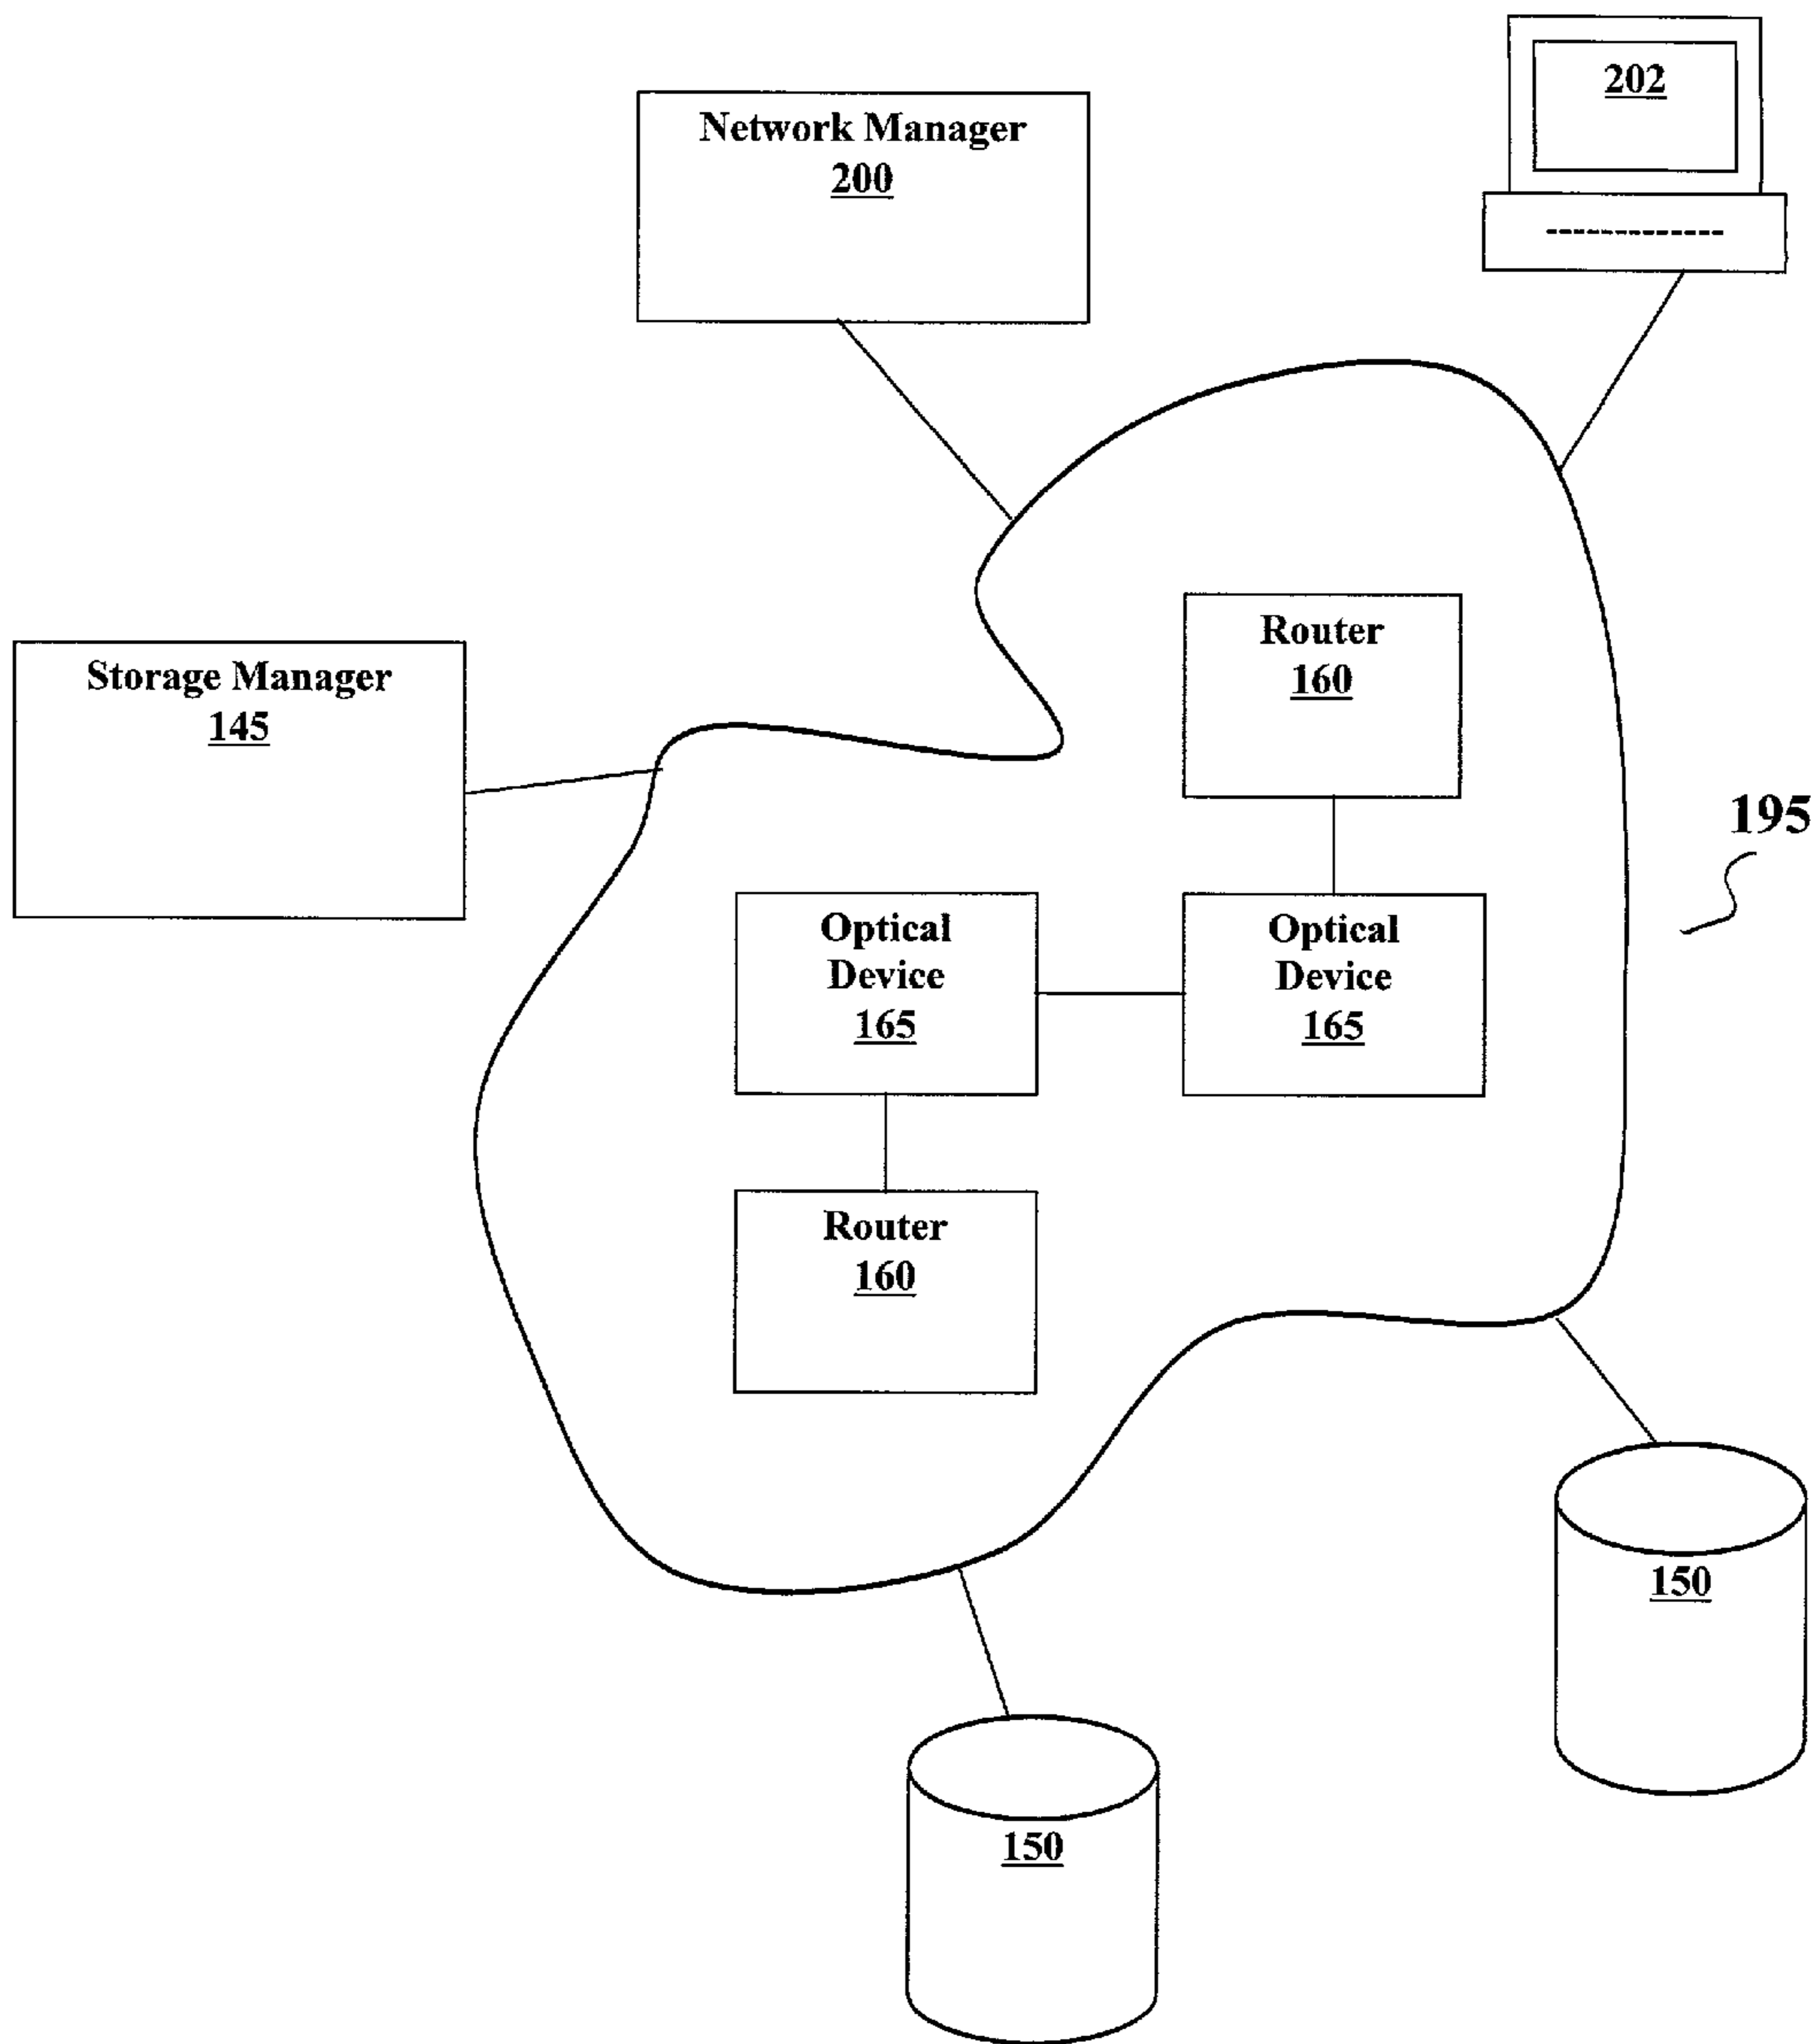 202
Network Manager
200
Router
160
Storage Manager
145
195
Optical
Device
165
Optical
Device
165
Router
160
150
150